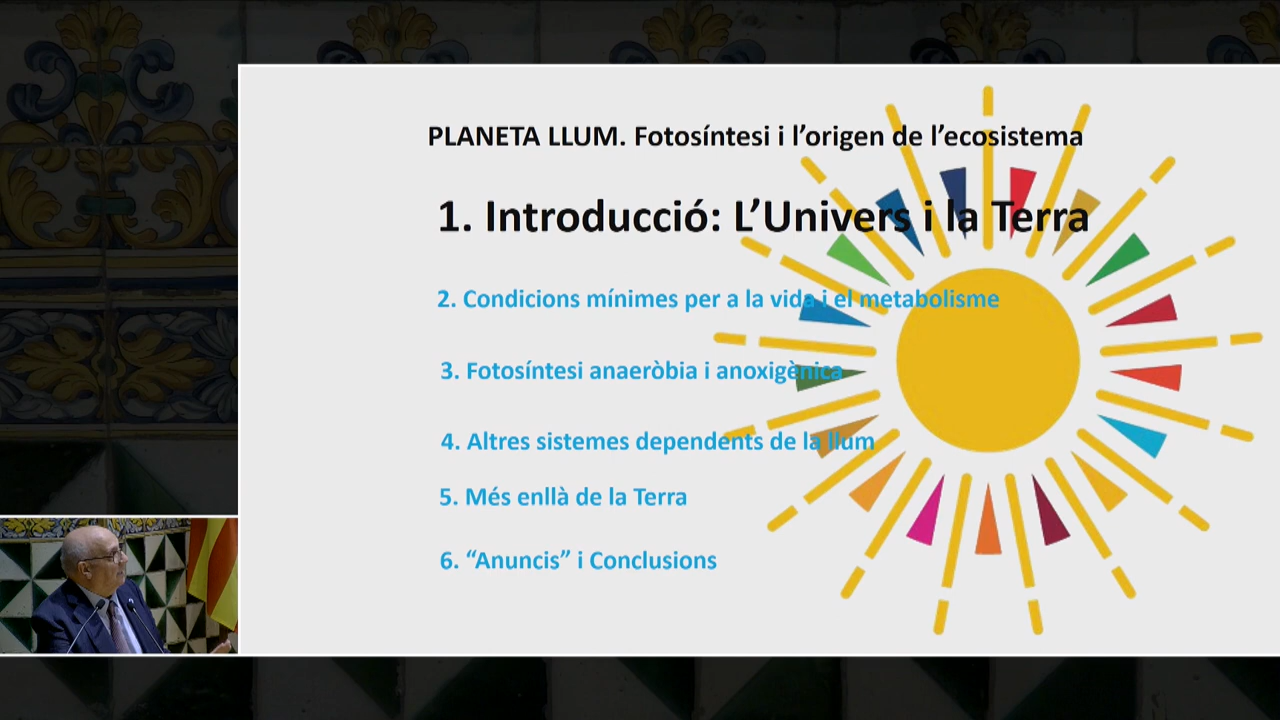 PLANETA LLUM. Fotosíntesi i l’origen de l’ecosistema
1. Introducció: L’Univers i la Terra
2. Condicions mínimes per a la vida i el metabolisme
3. Fotosíntesi anaeròbia i anoxigènica
4. Altres sistemes dependents de la llum
5. Més enllà de la Terra
6. “Anuncis” i Conclusions